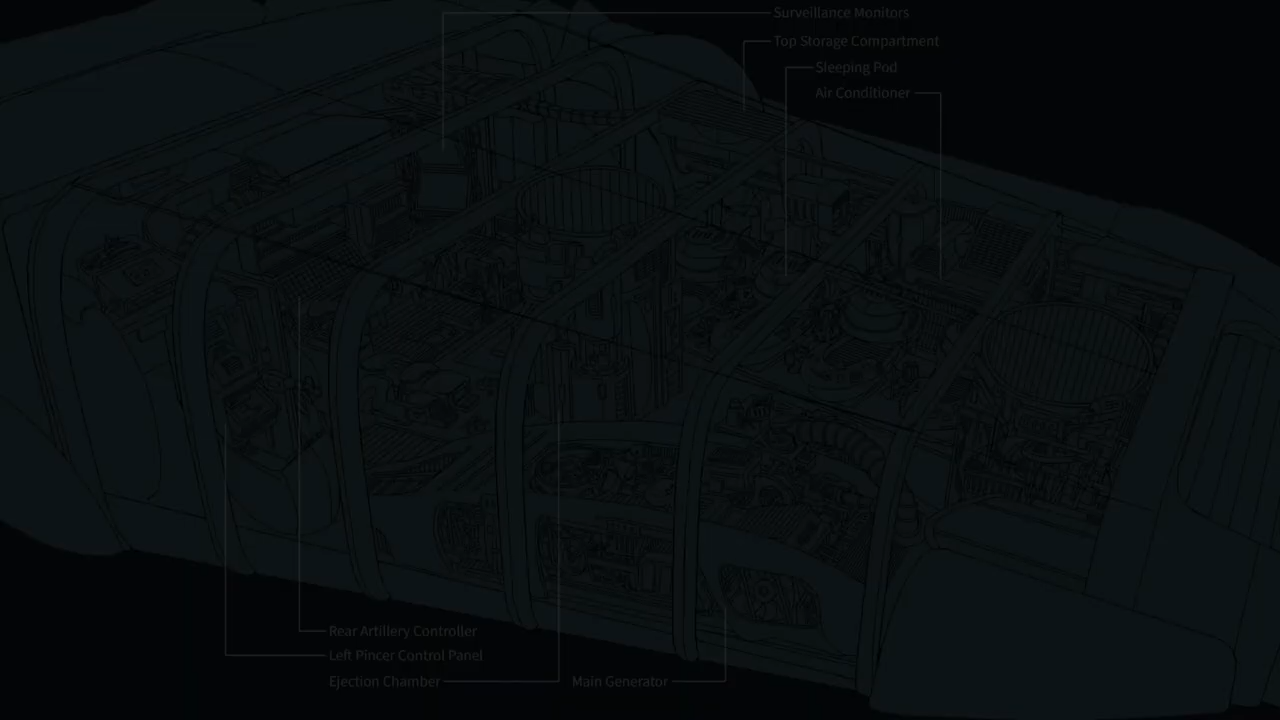 Surveillance Monitors
Top Storage Compartment
Sleeping Pod
Air Conditioner
Rear Artillery Controller
Left Pincer Control Panel
Ejection Chamber
Main Generator